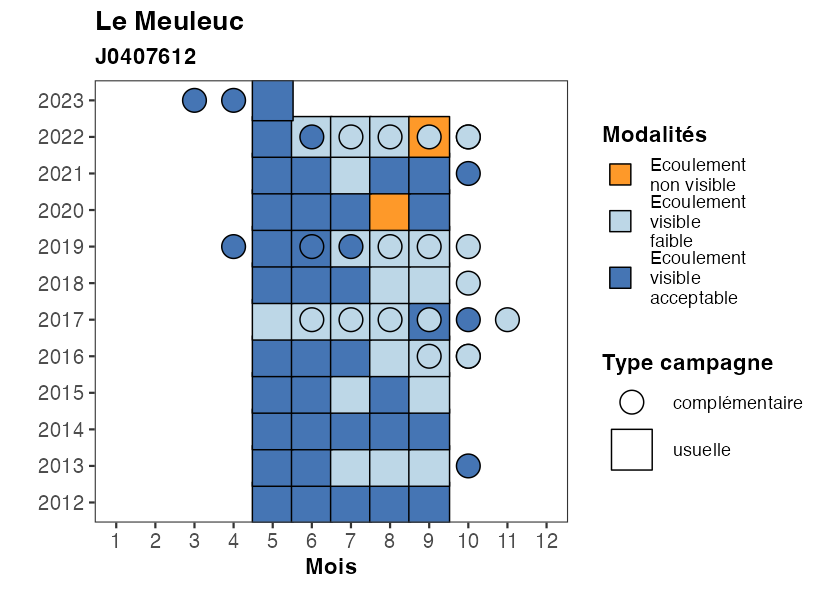 Le Meuleuc
J0407612
2023
2022
2021
2020
2019
2018
2017
2016
2015
2014
2013
2012
1 2 3 4 5 6 7 8 9 10 11 12
Mois
Modalités
Ecoulement
non visible
Ecoulement
visible
faible
Ecoulement
visible
acceptable
Type campagne
complémentaire
usuelle